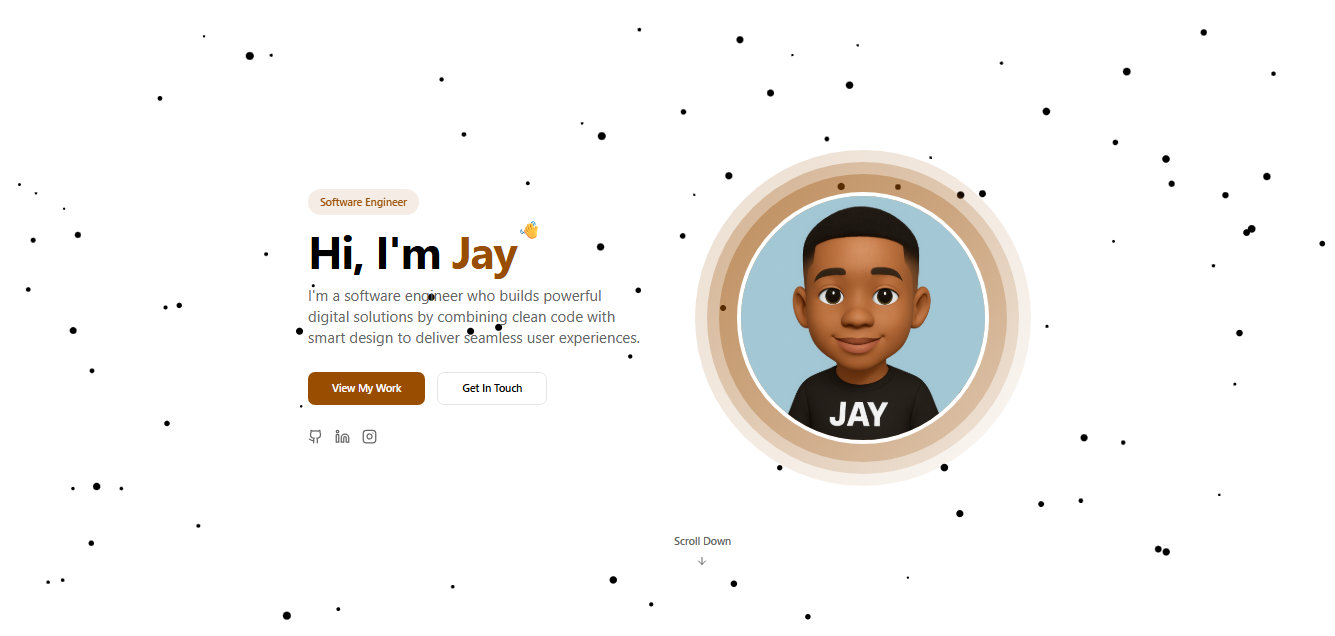 Software Engineer
Hi, I'm Jay👋
I'm a software engineer who builds powerful
digital solutions by combining clean code with
smart design to deliver seamless user experiences.
View My Work
Get In Touch
JAY
Scroll Down